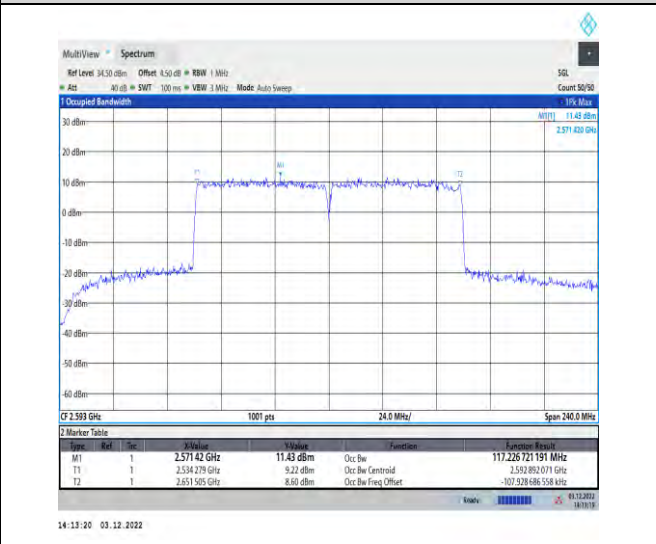 MultiView Spectrum
Ref Level 34.50 dBm Offset 4.50 dB RBW 1 MHz SGL
Att 40 dB SWT 100 ms VBW 3 MHz Mode Auto Sweep Count 50/50
1 Occupied Bandwidth 1Pk Max
M1[1] 11.43 dBm
30 dBm 2.571 420 GHz
20 dBm
M1
T1 T2
10 dBm
0 dBm
-10 dBm
-20 dBm
-30 dBm
-40 dBm
-50 dBm
-60 dBm
CF 2.593 GHz 1001 pts 24.0 MHz/ Span 240.0 MHz
2 Marker Table
Type Ref Trc X-Value Y-Value Function Function Result
M1 1 2.571 42 GHz 11.43 dBm Occ Bw 117.226 721 191 MHz
T1 1 2.534 279 GHz 9.22 dBm Occ Bw Centroid 2.592 892 071 GHz
T2 1 2.651 505 GHz 8.60 dBm Occ Bw Freq Offset -107.928 686 558 kHz
Ready 03.12.2022
14:13:19
14:13:20 03.12.2022